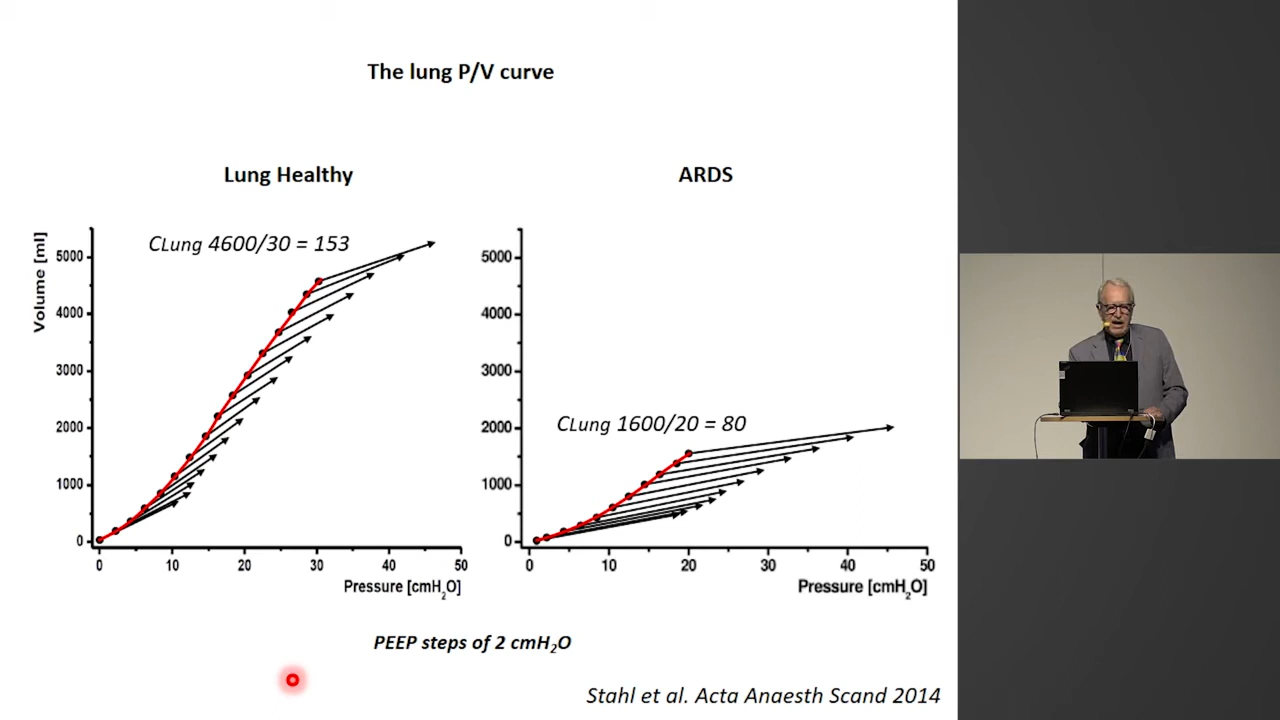 The lung P/V curve
Lung Healthy
ARDS
CLung 4600/30 = 153
Volume [ml]
5000
4000
3000
2000
1000
0
0 10 20 30 40 50
Pressure [cmH2O]
CLung 1600/20 = 80
5000
4000
3000
2000
1000
0
0 10 20 30 40 50
Pressure [cmH2O]
PEEP steps of 2 cmH2O
Stahl et al. Acta Anaesth Scand 2014